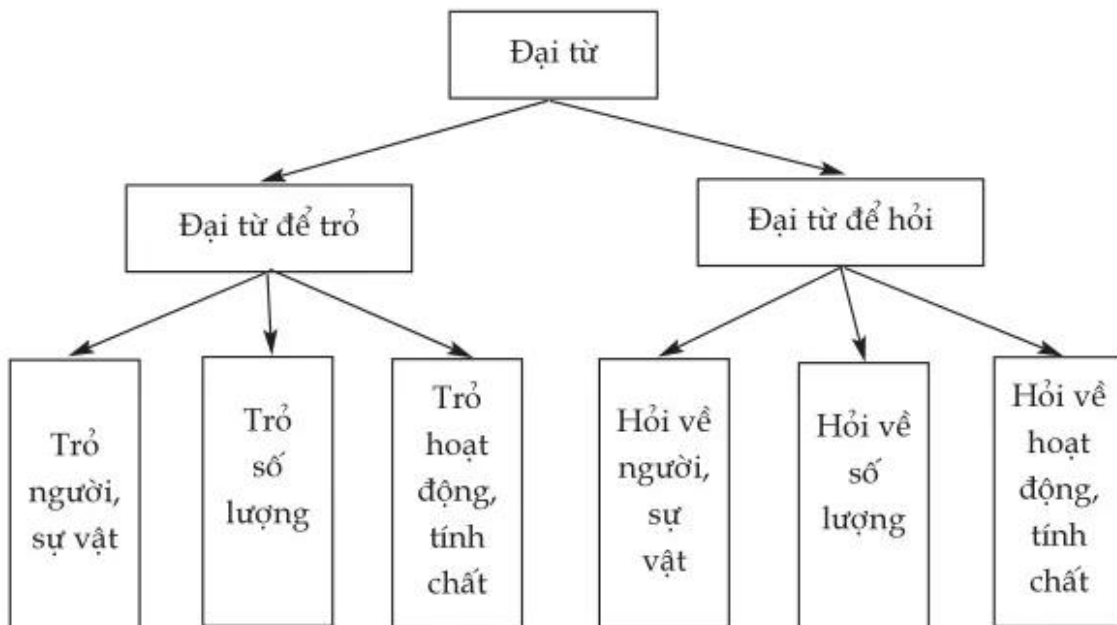 Đại từ
Đại từ để trỏ
Đại từ để hỏi
Trỏ
người,
sự vật
Trỏ
số
lượng
Trỏ
hoạt
động,
tính
chất
Hỏi về
người,
sự
vật
Hỏi về
số
lượng
Hỏi về
hoạt
động,
tính
chất